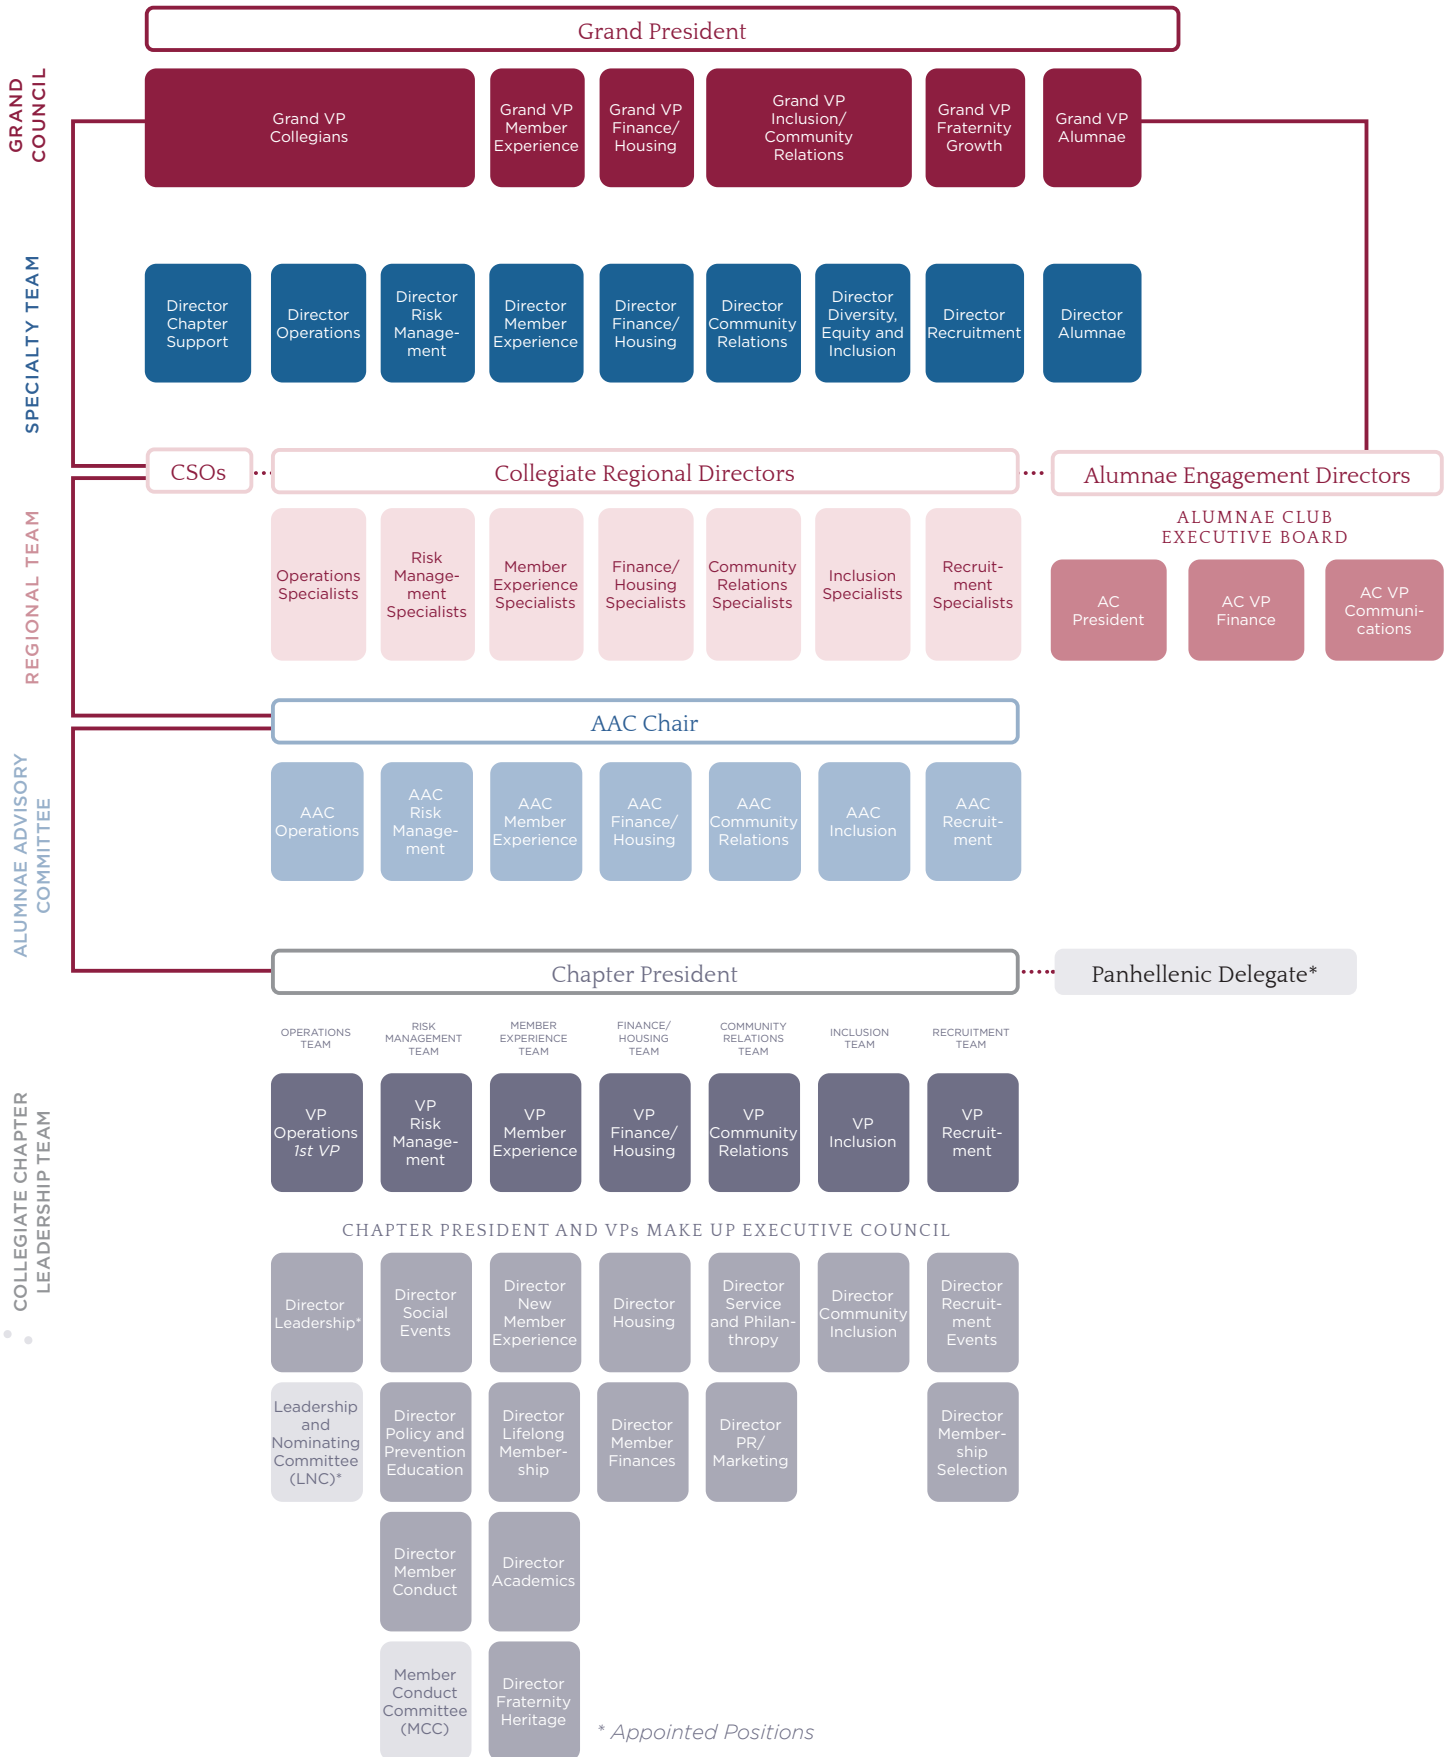 Grand President
GRAND
COUNCIL
Grand VP
Collegians
Grand VP
Member
Experience
Grand VP
Finance/
Housing
Grand VP
Inclusion/
Community
Relations
Grand VP
Fraternity
Growth
Grand VP
Alumnae
SPECIALTY TEAM
Director
Chapter
Support
Director
Operations
Director
Risk
Manage-
ment
Director
Member
Experience
Director
Finance/
Housing
Director
Community
Relations
Director
Diversity,
Equity and
Inclusion
Director
Recruitment
Director
Alumnae
REGIONAL TEAM
CSOs
Collegiate Regional Directors
Alumnae Engagement Directors
Operations
Specialists
Risk
Manage-
ment
Specialists
Member
Experience
Specialists
Finance/
Housing
Specialists
Community
Relations
Specialists
Inclusion
Specialists
Recruit-
ment
Specialists
ALUMNAE CLUB
EXECUTIVE BOARD
AC
President
AC VP
Finance
AC VP
Communi-
cations
ALUMNAE ADVISORY
COMMITTEE
AAC Chair
AAC
Operations
AAC
Risk
Manage-
ment
AAC
Member
Experience
AAC
Finance/
Housing
AAC
Community
Relations
AAC
Inclusion
AAC
Recruit-
ment
COLLEGIATE CHAPTER
LEADERSHIP TEAM
Chapter President
Panhellenic Delegate*
OPERATIONS
TEAM
RISK
MANAGEMENT
TEAM
MEMBER
EXPERIENCE
TEAM
FINANCE/
HOUSING
TEAM
COMMUNITY
RELATIONS
TEAM
INCLUSION
TEAM
RECRUITMENT
TEAM
VP
Operations
1st VP
VP
Risk
Manage-
ment
VP
Member
Experience
VP
Finance/
Housing
VP
Community
Relations
VP
Inclusion
VP
Recruit-
ment
CHAPTER PRESIDENT AND VPs MAKE UP EXECUTIVE COUNCIL
Director
Leadership*
Director
Social
Events
Director
New
Member
Experience
Director
Housing
Director
Service
and Philan-
thropy
Director
Community
Inclusion
Director
Recruit-
ment
Events
Leadership
and
Nominating
Committee
(LNC)*
Director
Policy and
Prevention
Education
Director
Lifelong
Member-
ship
Director
Member
Finances
Director
PR/
Marketing
Director
Member-
ship
Selection
Director
Member
Conduct
Director
Academics
Member
Conduct
Committee
(MCC)
Director
Fraternity
Heritage
* Appointed Positions